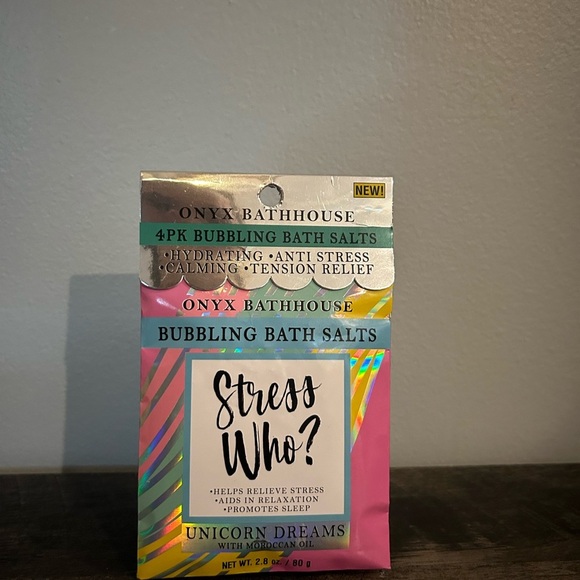 NEW!
ONYX BATHHOUSE
4PK BUBBLING BATH SALTS
•HYDRATING •ANTI STRESS
•CALMING •TENSION RELIEF
ONYX BATHHOUSE
BUBBLING BATH SALTS
Stress
Who?
•HELPS RELIEVE STRESS
•AIDS IN RELAXATION
•PROMOTES SLEEP
UNICORN DREAMS
WITH MOROCCAN OIL
NET WT. 2.8 oz. / 80 g